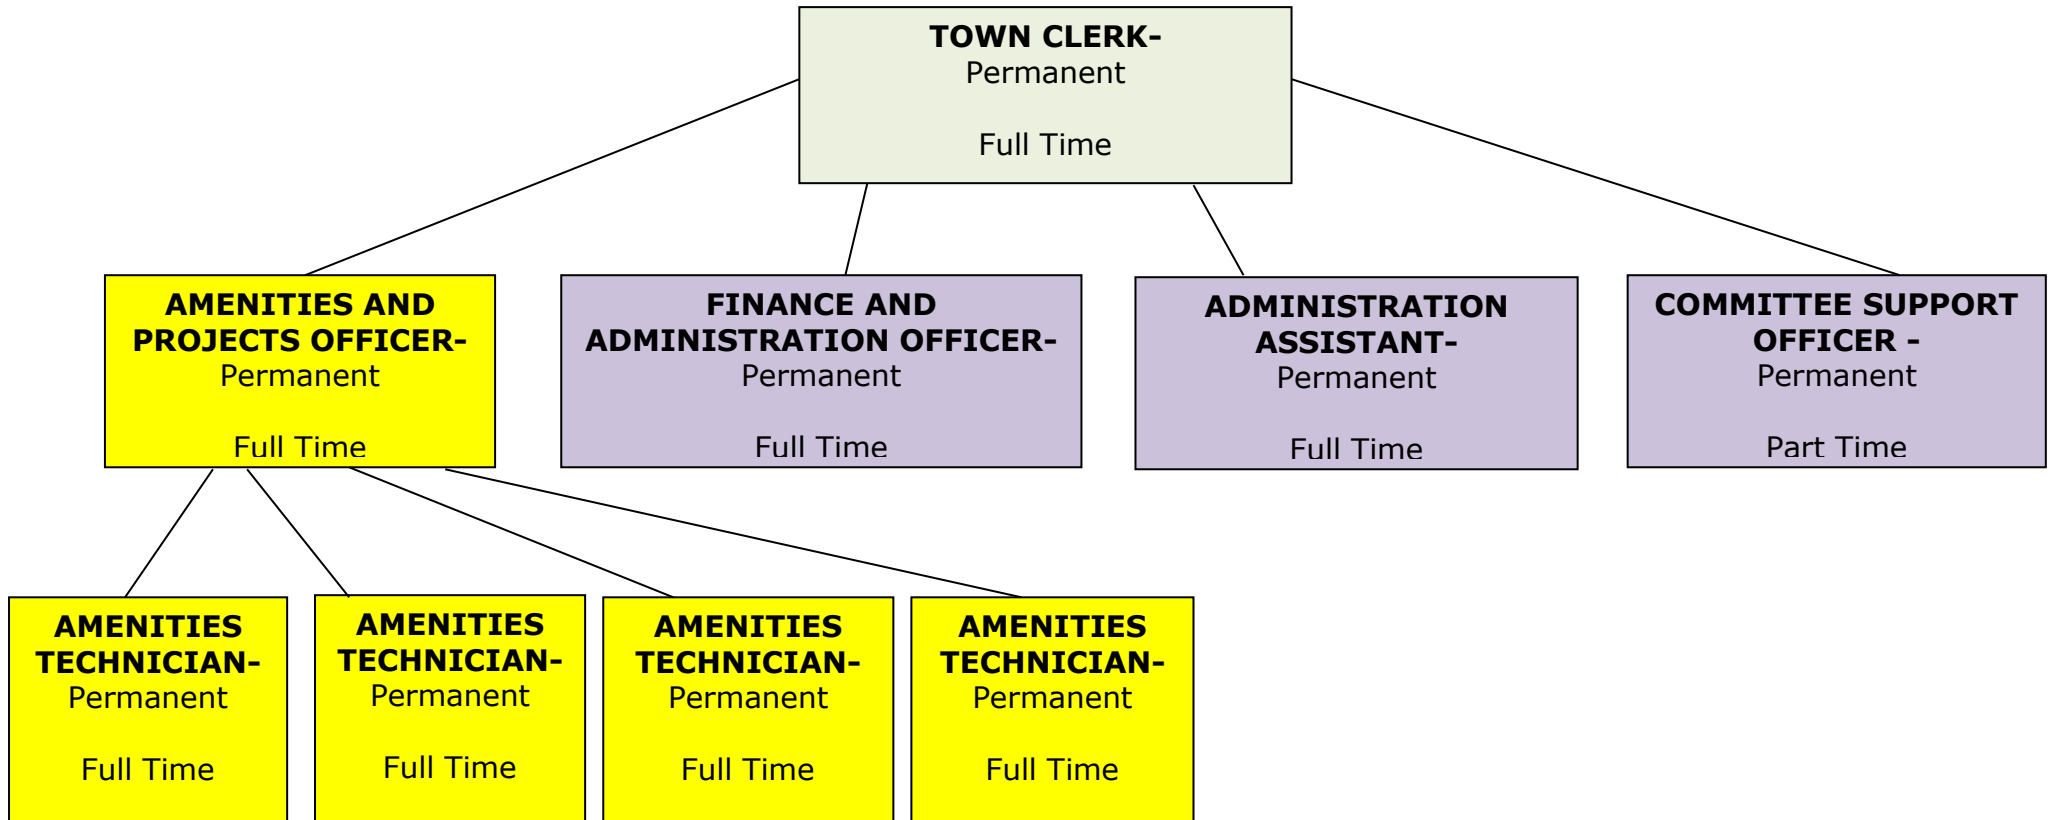 TOWN CLERK-
Permanent
Full Time
AMENITIES AND
PROJECTS OFFICER-
Permanent
Full Time
FINANCE AND
ADMINISTRATION OFFICER-
Permanent
Full Time
ADMINISTRATION
ASSISTANT-
Permanent
Full Time
COMMITTEE SUPPORT
OFFICER -
Permanent
Part Time
AMENITIES
TECHNICIAN-
Permanent
Full Time
AMENITIES
TECHNICIAN-
Permanent
Full Time
AMENITIES
TECHNICIAN-
Permanent
Full Time
AMENITIES
TECHNICIAN-
Permanent
Full Time